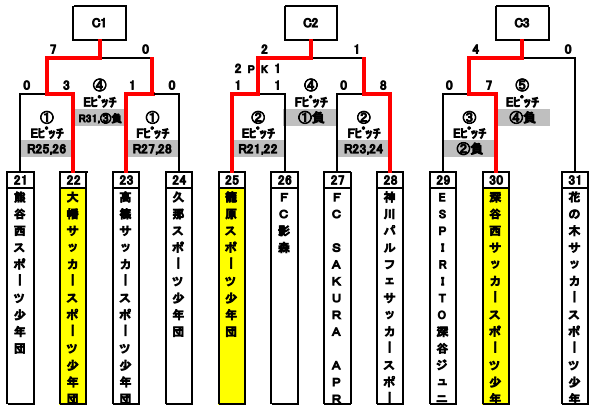 C1
C2
C3
7 0
2 1
4 0
2 PK 1
0 3 ④ 1 0
1 1 ④ 0 8
0 7 ⑤
Eピッチ
Fピッチ
Eピッチ
R31,③負
①負
④負
① ①
② ②
③
Eピッチ Fピッチ
Eピッチ Fピッチ
Eピッチ
R25,26 R27,28
R21,22 R23,24
②負
21 22 23 24 25 26 27 28 29 30 31
熊谷西スポーツ少年団
大幡サッカースポーツ少年団
高篠サッカースポーツ少年団
久那スポーツ少年団
籠原スポーツ少年団
FC影森
FC SAKURA APR
神川パルフェサッカースポー
ESPIRITO深谷ジュニ
深谷西サッカースポーツ少年
花の木サッカースポーツ少年